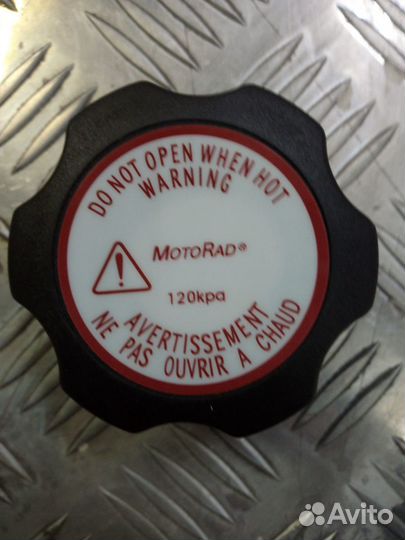 DO NOT OPEN WHEN HOT
WARNING
MOTORAD®
120kpa
AVERTISSEMENT
NE PAS OUVRIR A CHAUD
Avito